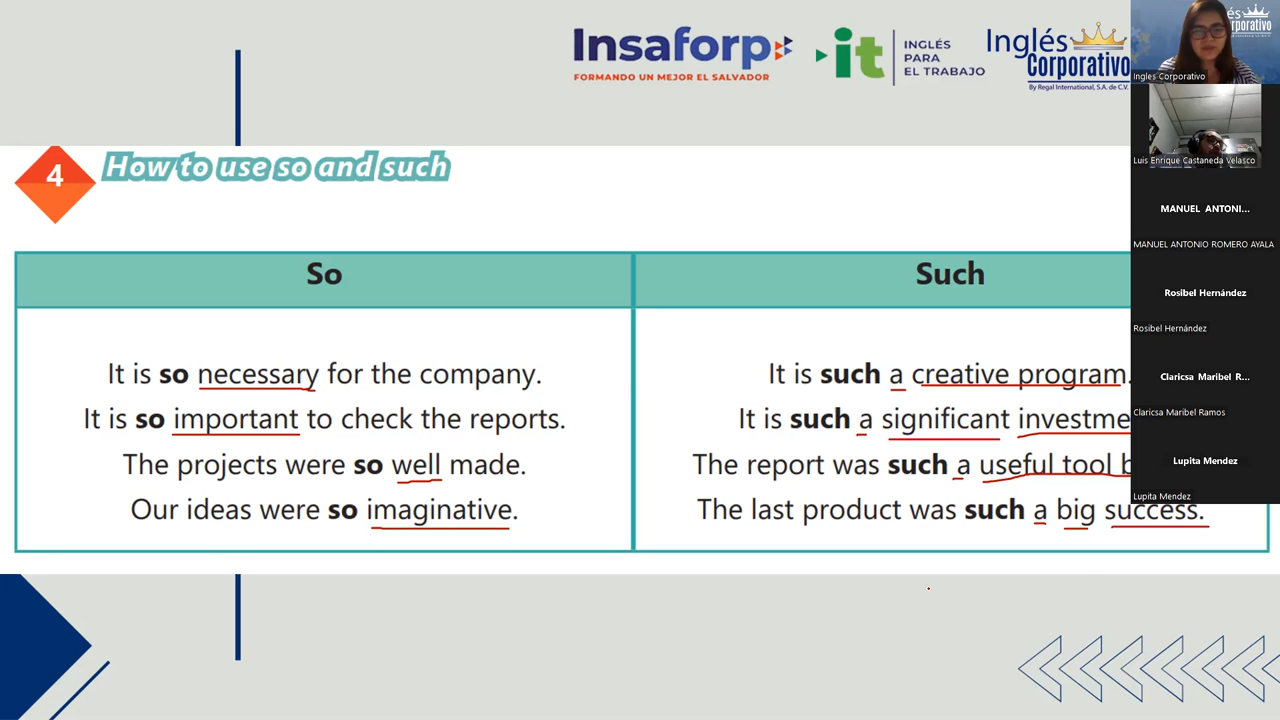 Insaforp
FORMANDO UN MEJOR EL SALVADOR
it
INGLÉS
PARA
EL TRABAJO
Inglés
Corporativo
By Regal International, S.A. de C.V.
4
How to use so and such
So
Such
It is so necessary for the company.
It is so important to check the reports.
The projects were so well made.
Our ideas were so imaginative.
It is such a creative program.
It is such a significant investme
The report was such a useful tool b
The last product was such a big success.
Ingles Corporativo
Luis Enrique Castaneda Velasco
MANUEL ANTONI...
MANUEL ANTONIO ROMERO AYALA
Rosibel Hernández
Rosibel Hernández
Claricsa Maribel R...
Claricsa Maribel Ramos
Lupita Mendez
Lupita Mendez